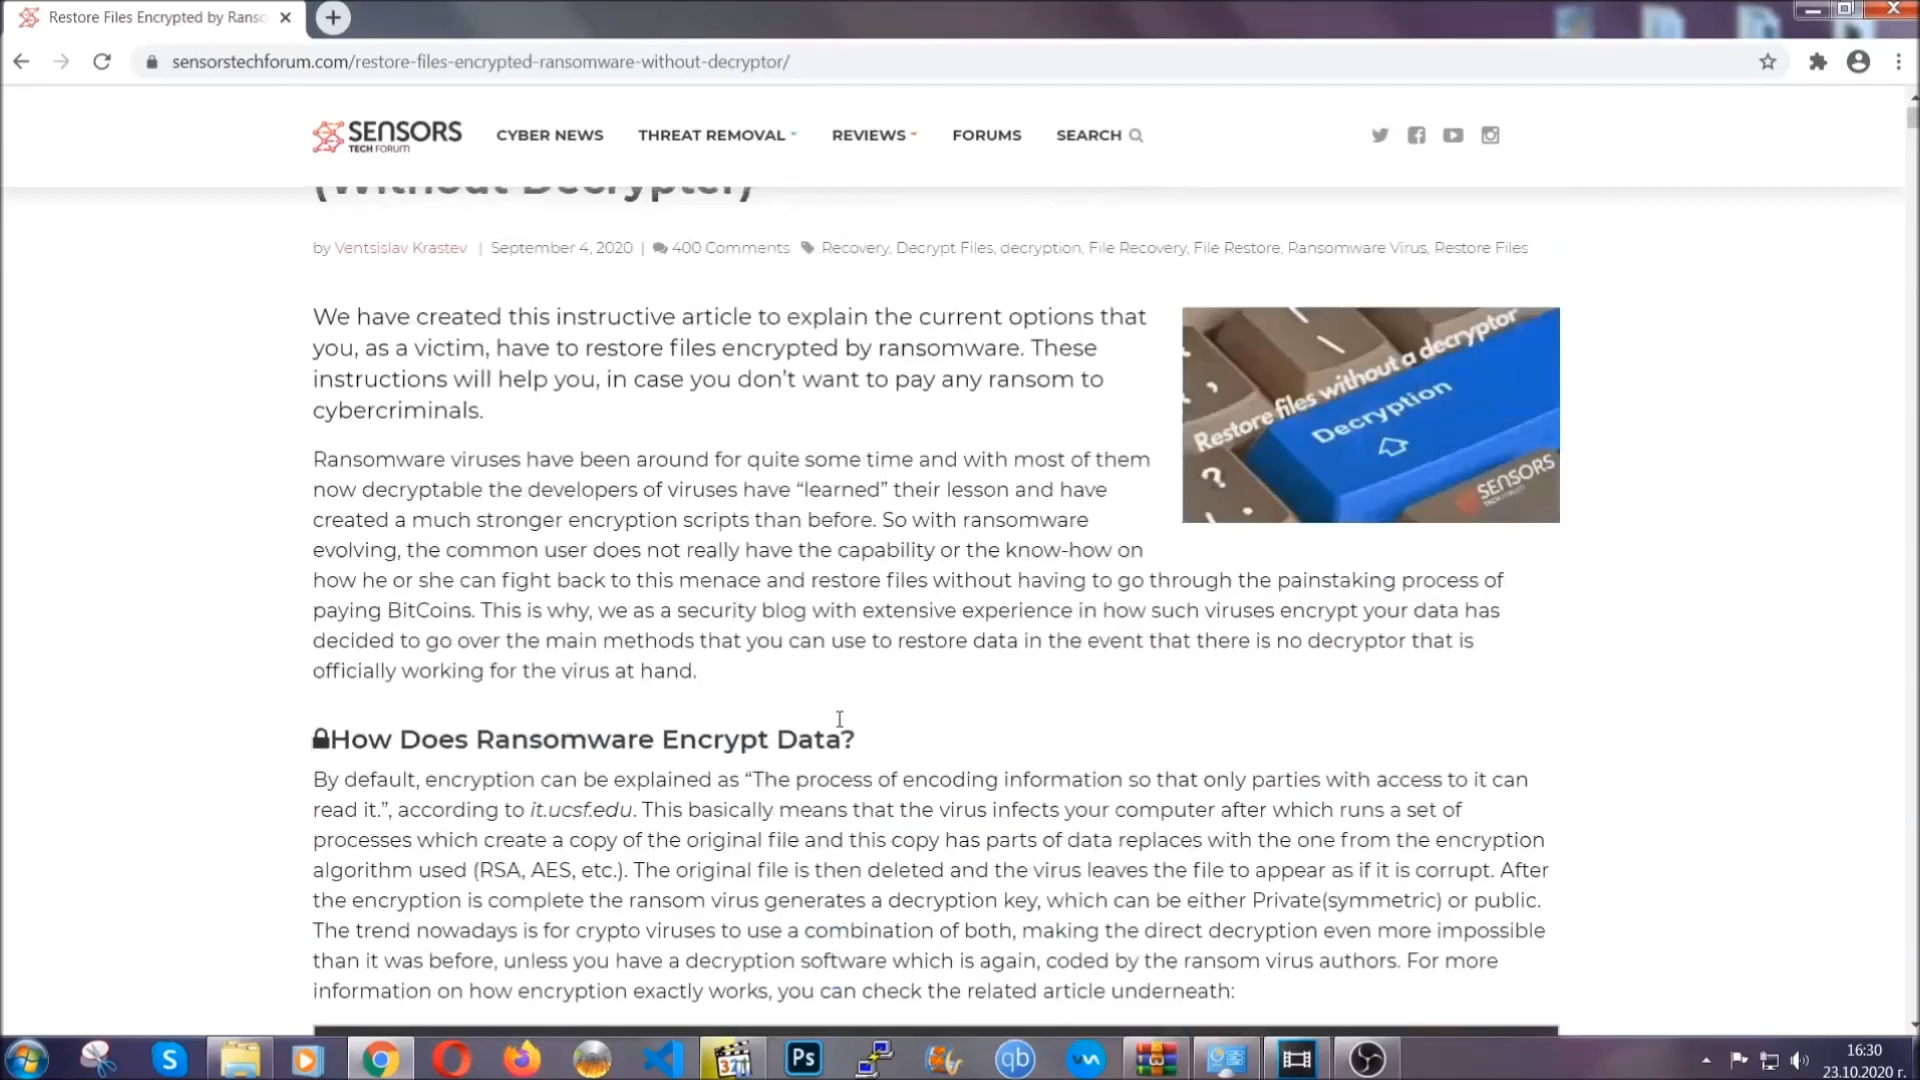 Restore Files Encrypted by Ranso
sensorstechforum.com/restore-files-encrypted-ransomware-without-decryptor/
SENSORS
TECH FORUM
CYBER NEWS
THREAT REMOVAL
REVIEWS
FORUMS
SEARCH
(Without Decrypter)
by Ventsislav Krastev | September 4, 2020 | 400 Comments Recovery, Decrypt Files, decryption, File Recovery, File Restore, Ransomware Virus, Restore Files
We have created this instructive article to explain the current options that
you, as a victim, have to restore files encrypted by ransomware. These
instructions will help you, in case you don't want to pay any ransom to
cybercriminals.
Restore files without a decryptor
Decryption
SENSORS
Ransomware viruses have been around for quite some time and with most of them
now decryptable the developers of viruses have “learned” their lesson and have
created a much stronger encryption scripts than before. So with ransomware
evolving, the common user does not really have the capability or the know-how on
how he or she can fight back to this menace and restore files without having to go through the painstaking process of
paying BitCoins. This is why, we as a security blog with extensive experience in how such viruses encrypt your data has
decided to go over the main methods that you can use to restore data in the event that there is no decryptor that is
officially working for the virus at hand.
How Does Ransomware Encrypt Data?
By default, encryption can be explained as “The process of encoding information so that only parties with access to it can
read it.”, according to it.ucsf.edu. This basically means that the virus infects your computer after which runs a set of
processes which create a copy of the original file and this copy has parts of data replaces with the one from the encryption
algorithm used (RSA, AES, etc.). The original file is then deleted and the virus leaves the file to appear as if it is corrupt. After
the encryption is complete the ransom virus generates a decryption key, which can be either Private(symmetric) or public.
The trend nowadays is for crypto viruses to use a combination of both, making the direct decryption even more impossible
than it was before, unless you have a decryption software which is again, coded by the ransom virus authors. For more
information on how encryption exactly works, you can check the related article underneath:
S
321
Ps
qb
16:30
23.10.2020 г.